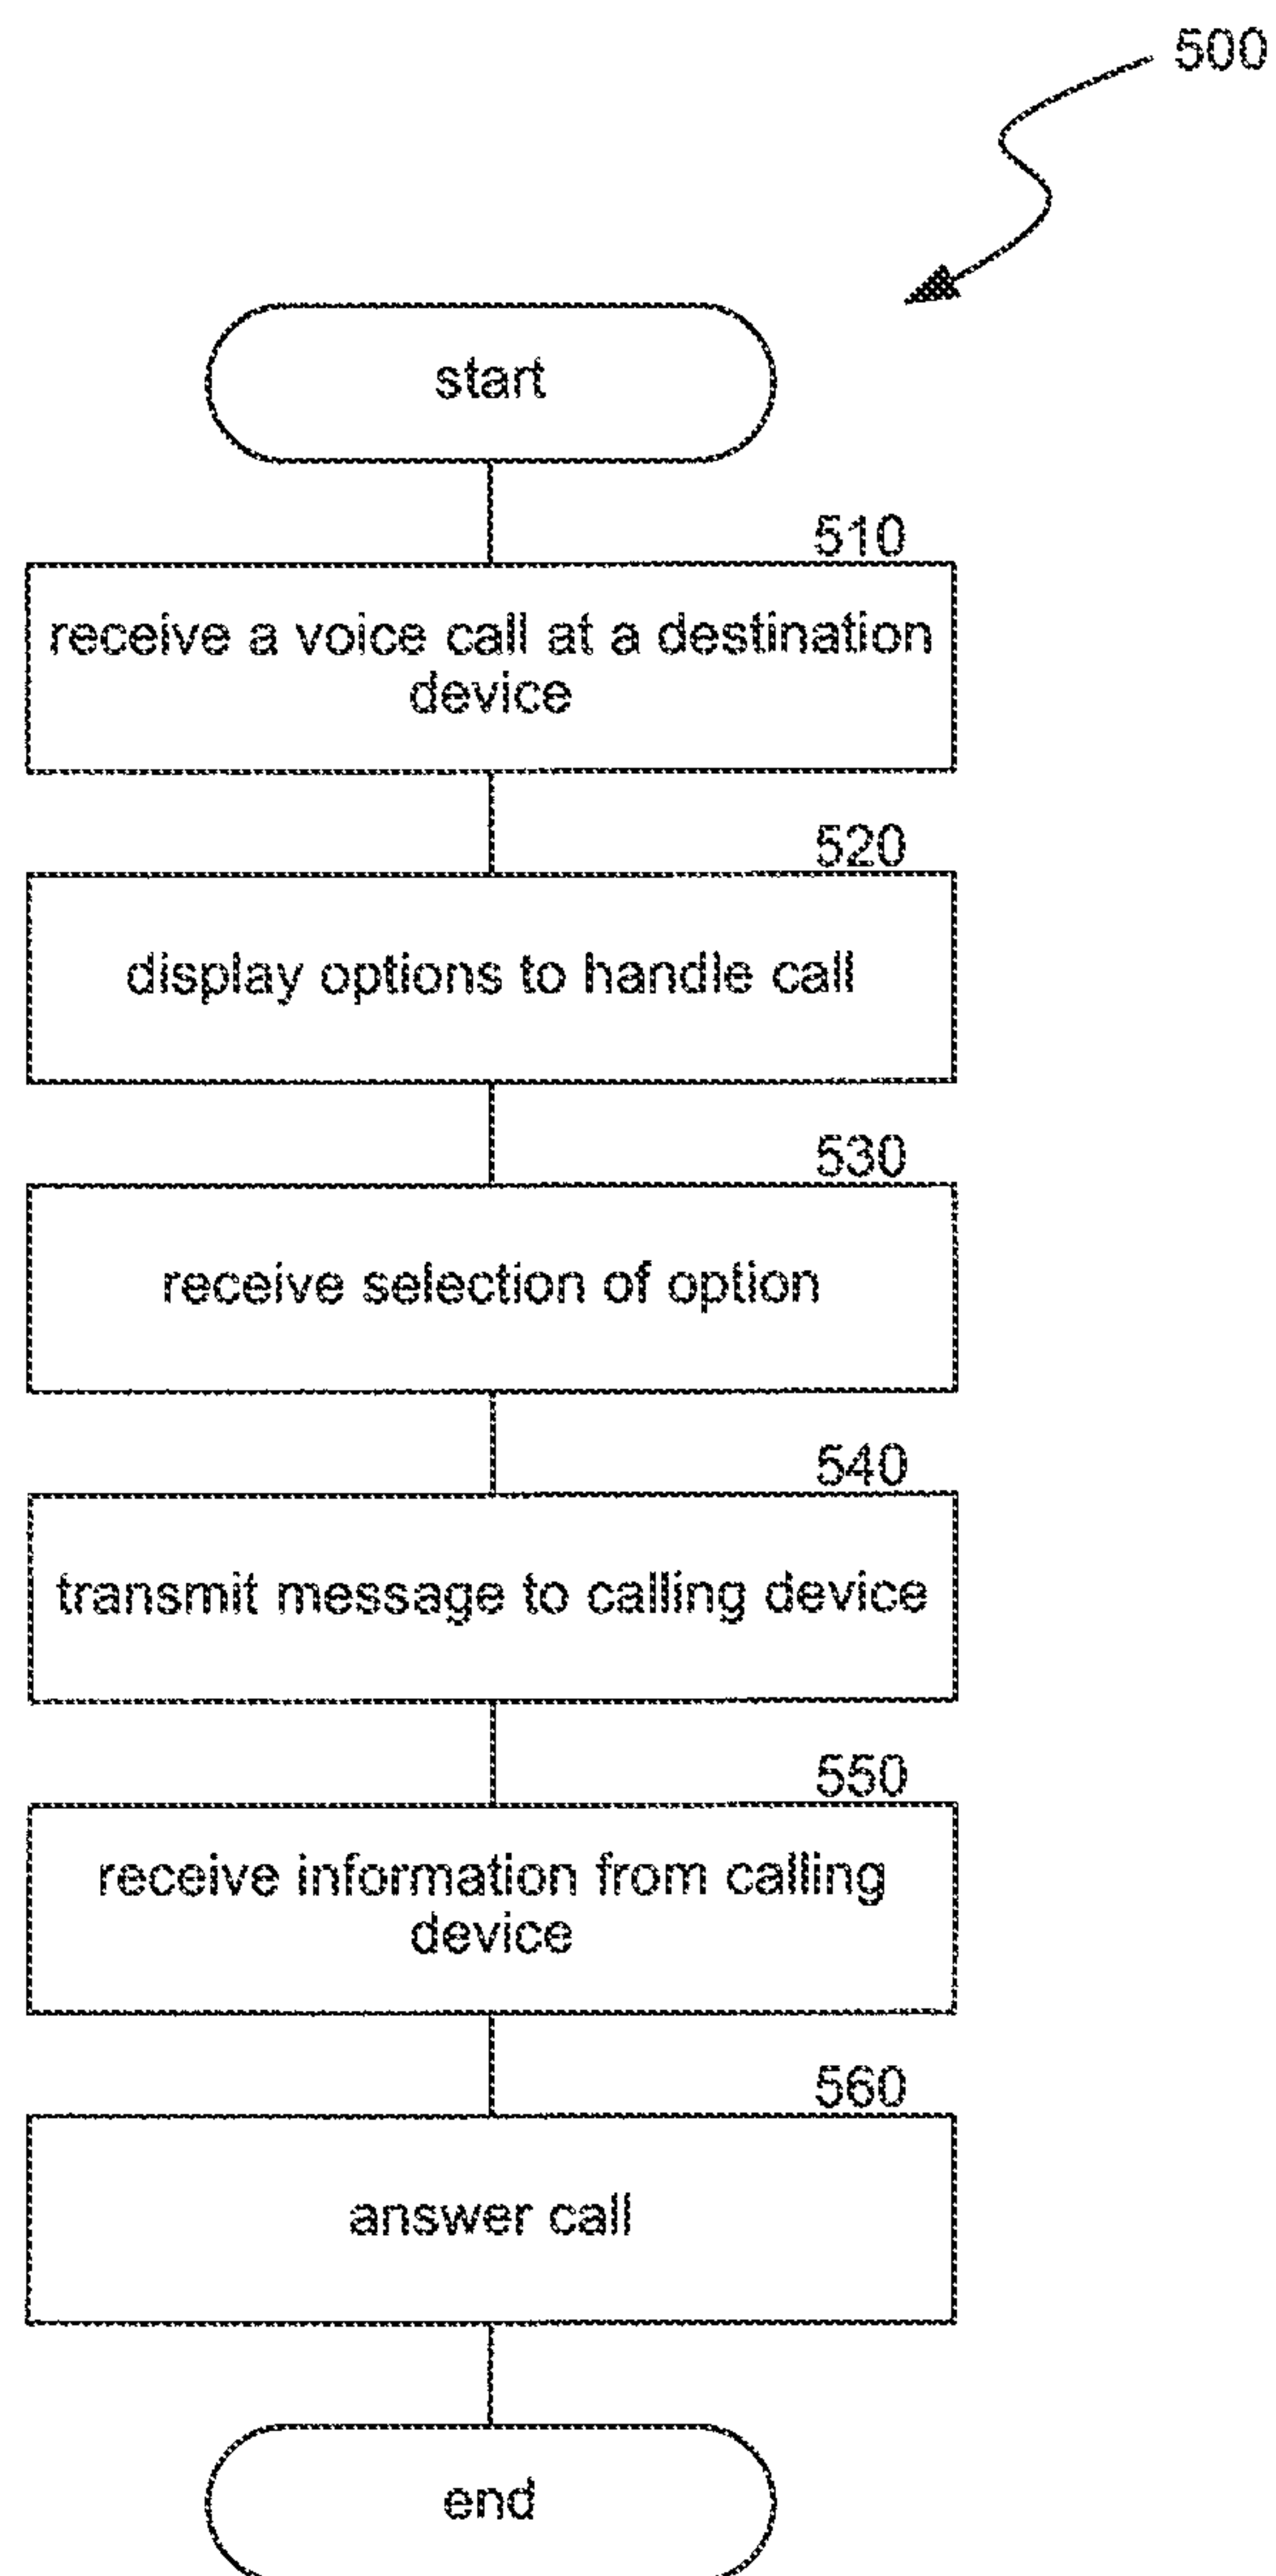 500
start
510
receive a voice call at a destination
device
520
display options to handle call
530
receive selection of option
540
transmit message to calling device
550
receive information from calling
device
560
answer call
end